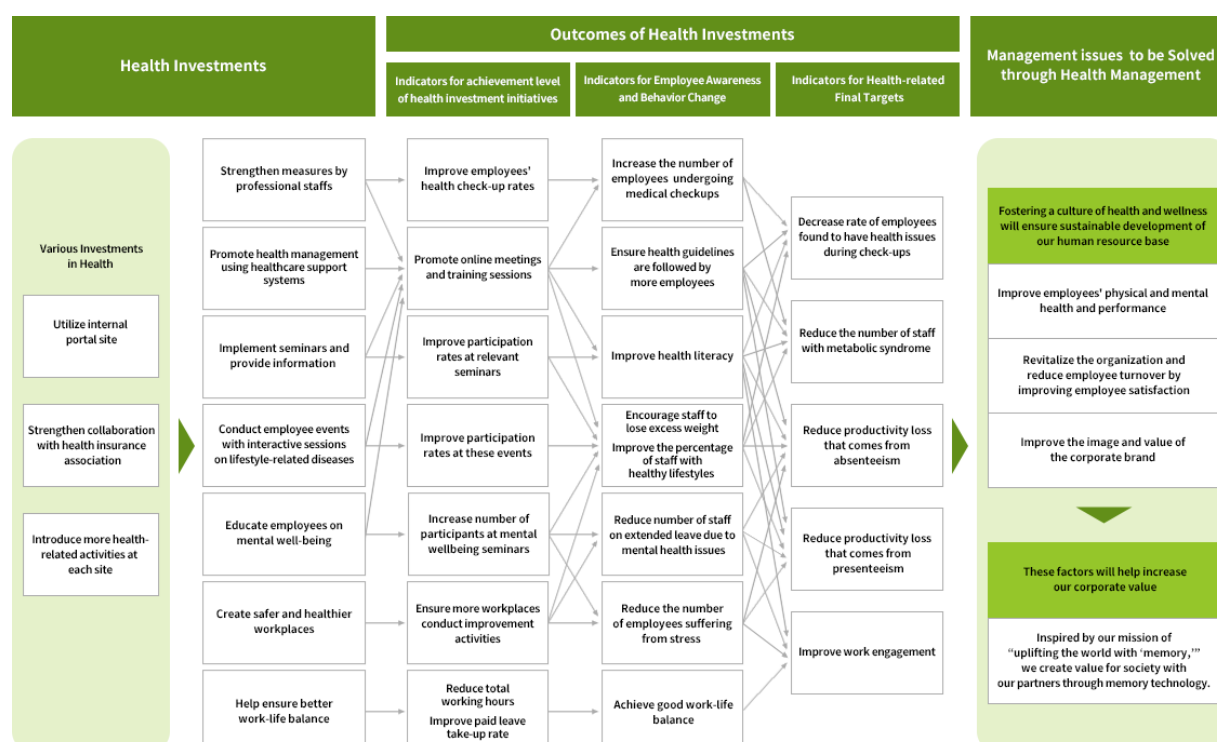 Health Investments
Outcomes of Health Investments
Indicators for achievement level
of health investment initiatives
Indicators for Employee Awareness
and Behavior Change
Indicators for Health-related
Final Targets
Management issues to be Solved
through Health Management
Various Investments
in Health
Utilize internal
portal site
Strengthen collaboration
with health insurance
association
Introduce more health-
related activities at
each site
Strengthen measures by
professional staffs
Promote health management
using healthcare support
systems
Implement seminars and
provide information
Conduct employee events
with interactive sessions
on lifestyle-related diseases
Educate employees on
mental well-being
Create safer and healthier
workplaces
Help ensure better
work-life balance
Improve employees'
health check-up rates
Promote online meetings
and training sessions
Improve participation
rates at relevant
seminars
Improve participation
rates at these events
Increase number of
participants at mental
wellbeing seminars
Ensure more workplaces
conduct improvement
activities
Reduce total
working hours
Improve paid leave
take-up rate
Increase the number of
employees undergoing
medical checkups
Ensure health guidelines
are followed by
more employees
Improve health literacy
Encourage staff to
lose excess weight
Improve the percentage
of staff with
healthy lifestyles
Reduce number of staff
on extended leave due to
mental health issues
Reduce the number
of employees suffering
from stress
Achieve good work-life
balance
Decrease rate of employees
found to have health issues
during check-ups
Reduce the number of staff
with metabolic syndrome
Reduce productivity loss
that comes from
absenteeism
Reduce productivity loss
that comes from
presenteeism
Improve work engagement
Fostering a culture of health and wellness
will ensure sustainable development of
our human resource base
Improve employees' physical and mental
health and performance
Revitalize the organization and
reduce employee turnover by
improving employee satisfaction
Improve the image and value of
the corporate brand
These factors will help increase
our corporate value
Inspired by our mission of
“uplifting the world with ‘memory,’”
we create value for society with
our partners through memory technology.